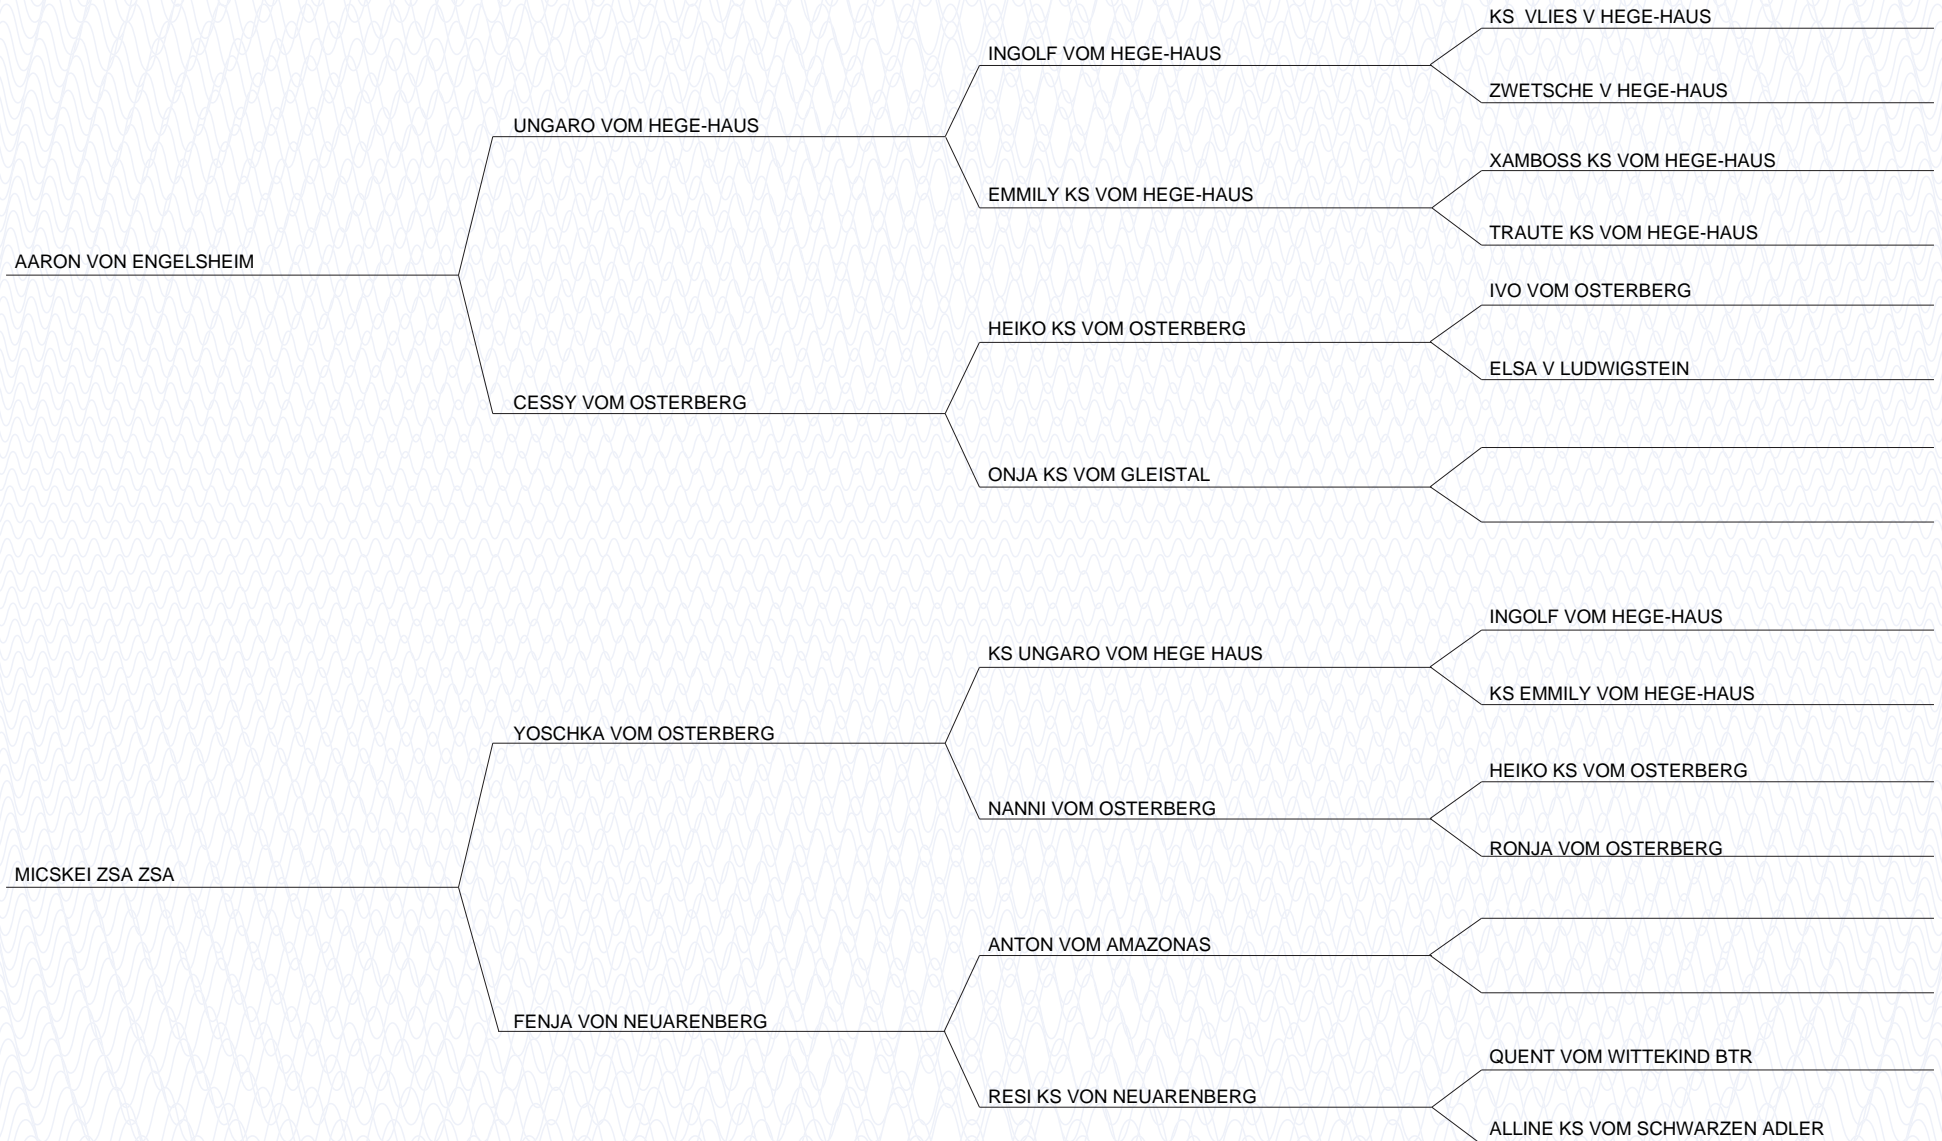 KS VLIES V HEGE-HAUS
INGOLF VOM HEGE-HAUS
ZWETSCHE V HEGE-HAUS
UNGARO VOM HEGE-HAUS
XAMBOSS KS VOM HEGE-HAUS
EMMILY KS VOM HEGE-HAUS
TRAUTE KS VOM HEGE-HAUS
AARON VON ENGELSHEIM
IVO VOM OSTERBERG
HEIKO KS VOM OSTERBERG
ELSA V LUDWIGSTEIN
CESSY VOM OSTERBERG
ONJA KS VOM GLEISTAL
INGOLF VOM HEGE-HAUS
KS UNGARO VOM HEGE HAUS
KS EMMILY VOM HEGE-HAUS
YOSCHKA VOM OSTERBERG
HEIKO KS VOM OSTERBERG
NANNI VOM OSTERBERG
RONJA VOM OSTERBERG
MICSKEI ZSA ZSA
ANTON VOM AMAZONAS
FENJA VON NEUARENBERG
QUENT VOM WITTEKIND BTR
RESI KS VON NEUARENBERG
ALLINE KS VOM SCHWARZEN ADLER